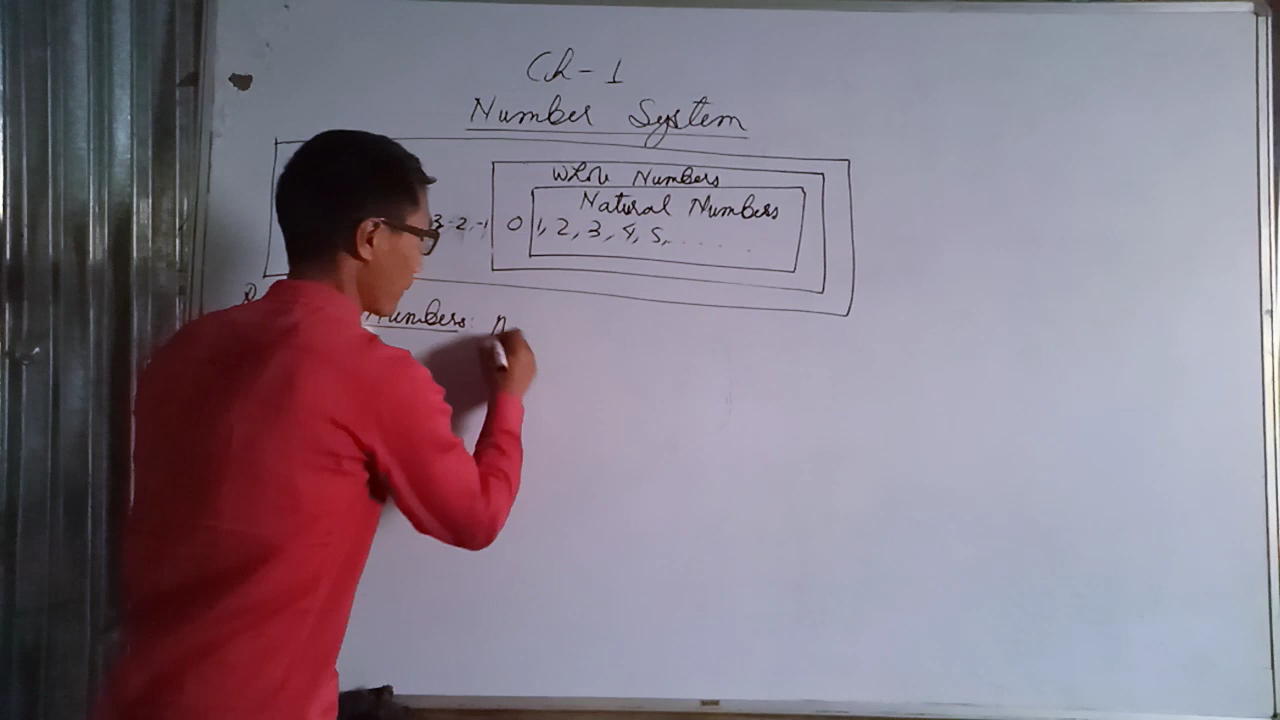 Ch-1
Number System
Whole Numbers
Natural Numbers
3,-2,-1 0 1, 2, 3, 4, 5, . . . . . .
Numbers: